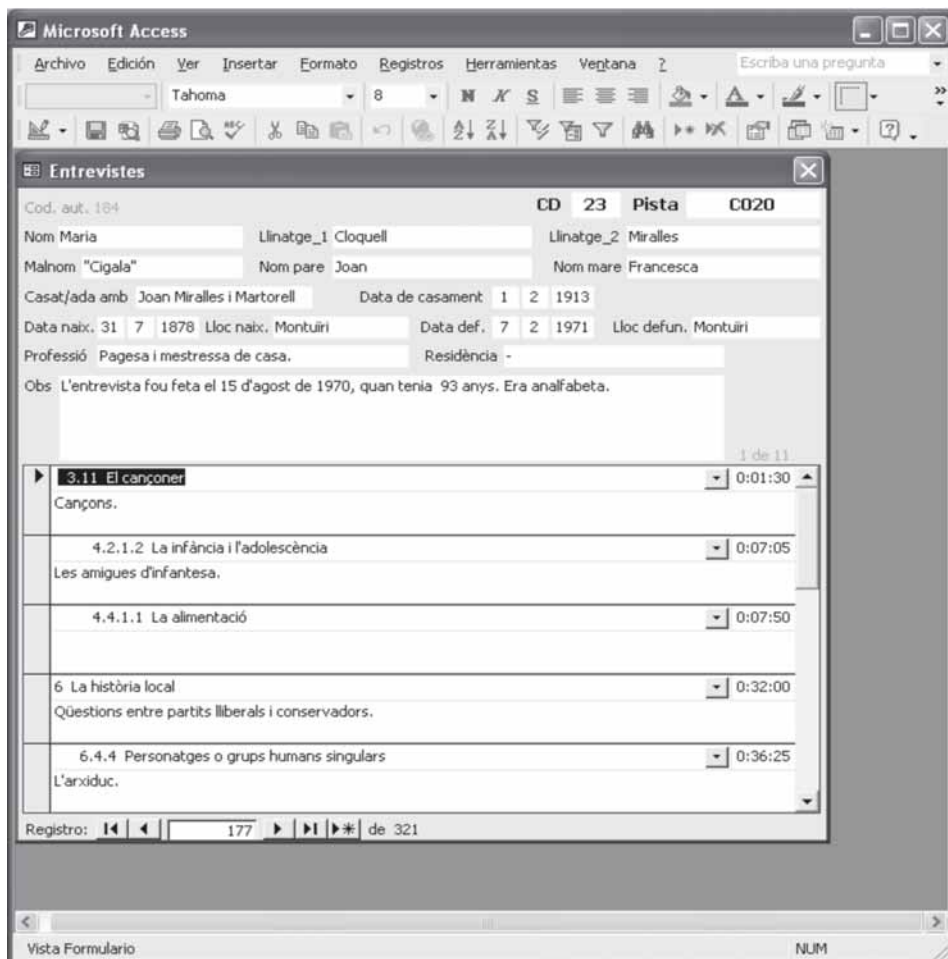 Microsoft Access
Archivo Edición Ver Insertar Formato Registros Herramientas Ventana ? Escriba una pregunta
Tahoma 8 N K S
Entrevistes
Cod. aut. 184 CD 23 Pista C020
Nom Maria Llinatge_1 Cloquell Llinatge_2 Miralles
Malnom "Cigala" Nom pare Joan Nom mare Francesca
Casat/ada amb Joan Miralles i Martorell Data de casament 1 2 1913
Data naix. 31 7 1878 Lloc naix. Montuïri Data def. 7 2 1971 Lloc defun. Montuïri
Professió Pagesa i mestressa de casa. Residència -
Obs L'entrevista fou feta el 15 d'agost de 1970, quan tenia 93 anys. Era analfabeta.
1 de 11
3.11 El cançoner 0:01:30
Cançons.
4.2.1.2 La infància i l'adolescència 0:07:05
Les amigues d'infantesa.
4.4.1.1 La alimentació 0:07:50
6 La història local 0:32:00
Qüestions entre partits lliberals i conservadors.
6.4.4 Personatges o grups humans singulars 0:36:25
L'arxiduc.
Registro: 177 de 321
Vista Formulario NUM